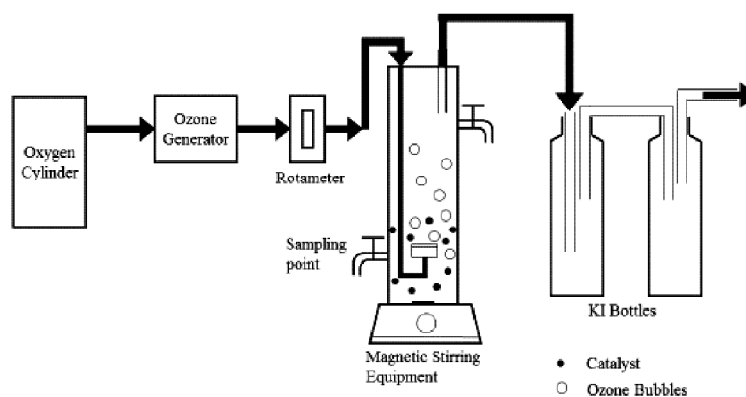 Oxygen
Cylinder
Ozone
Generator
Rotameter
Sampling
point
Magnetic Stirring
Equipment
KI Bottles
Catalyst
Ozone Bubbles